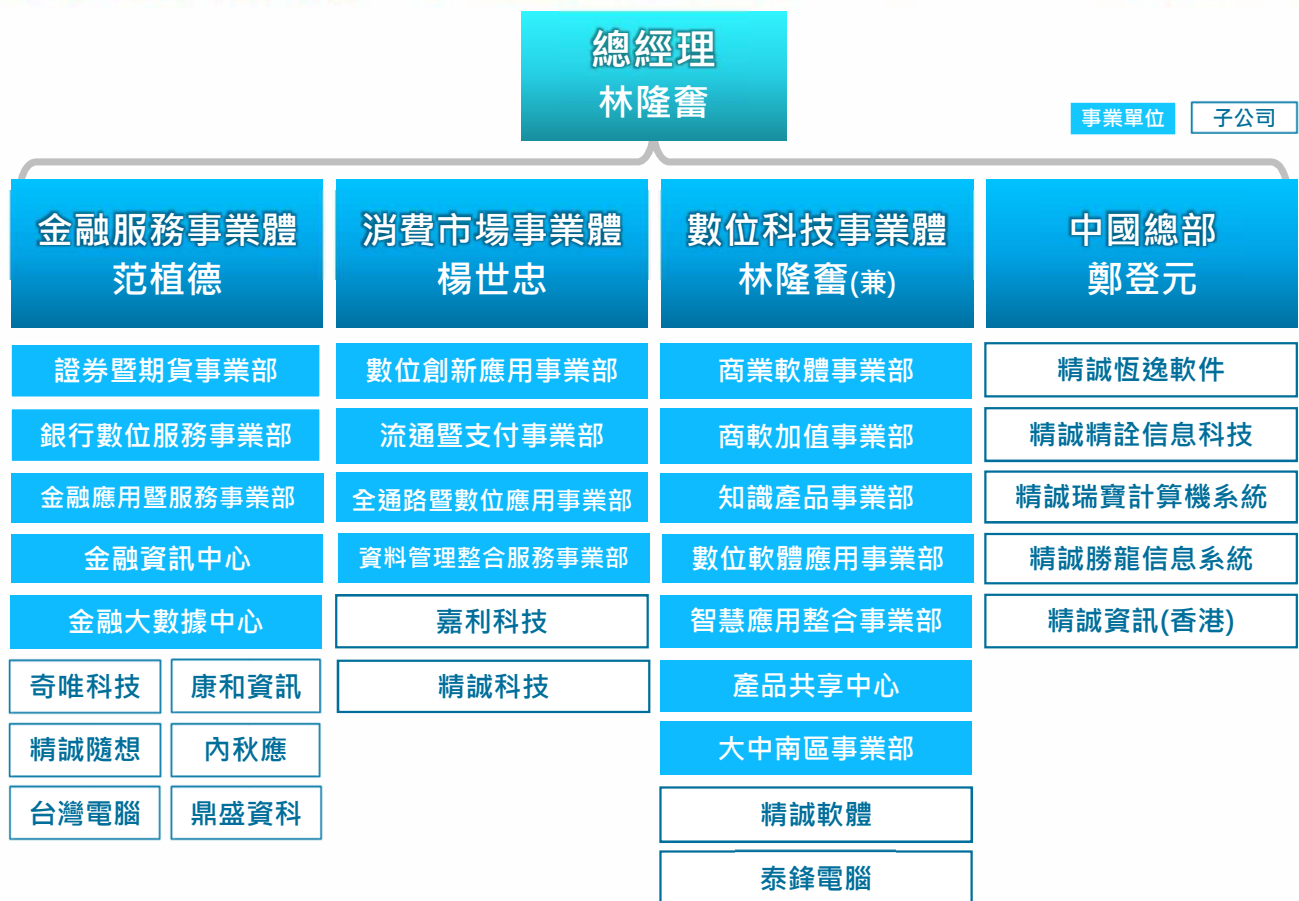 總經理
林隆奮
事業單位
子公司
金融服務事業體
范植德
消費市場事業體
楊世忠
數位科技事業體
林隆奮(兼)
中國總部
鄭登元
證券暨期貨事業部
銀行數位服務事業部
金融應用暨服務事業部
金融資訊中心
金融大數據中心
奇唯科技
康和資訊
精誠隨想
內秋應
台灣電腦
鼎盛資科
數位創新應用事業部
流通暨支付事業部
全通路暨數位應用事業部
資料管理整合服務事業部
嘉利科技
精誠科技
商業軟體事業部
商軟加值事業部
知識產品事業部
數位軟體應用事業部
智慧應用整合事業部
產品共享中心
大中南區事業部
精誠軟體
泰鋒電腦
精誠恆逸軟件
精誠精詮信息科技
精誠瑞寶計算機系統
精誠勝龍信息系統
精誠資訊(香港)